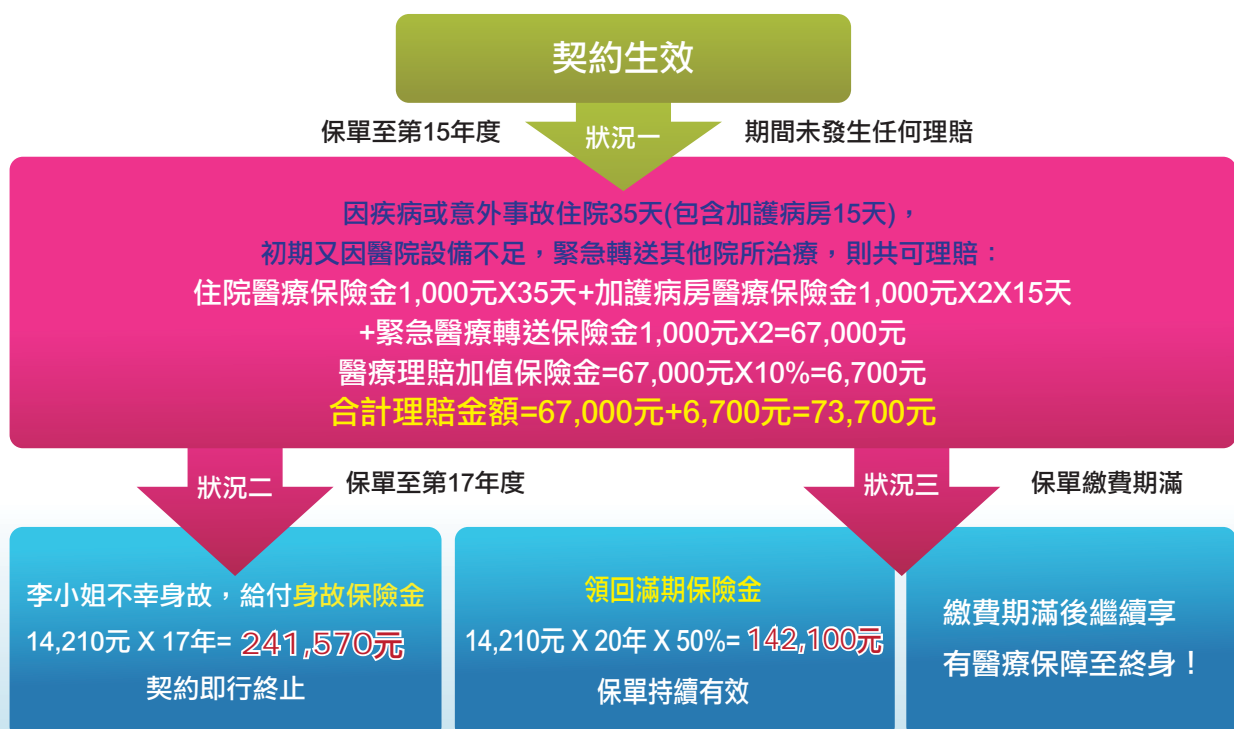 契約生效
保單至第15年度
狀況一
期間未發生任何理賠
因疾病或意外事故住院35天(包含加護病房15天)，
初期又因醫院設備不足，緊急轉送其他院所治療，則共可理賠：
住院醫療保險金1,000元X35天+加護病房醫療保險金1,000元X2X15天
+緊急醫療轉送保險金1,000元X2=67,000元
醫療理賠加值保險金=67,000元X10%=6,700元
合計理賠金額=67,000元+6,700元=73,700元
狀況二
保單至第17年度
狀況三
保單繳費期滿
李小姐不幸身故，給付身故保險金
14,210元 X 17年= 241,570元
契約即行終止
領回滿期保險金
14,210元 X 20年 X 50%= 142,100元
保單持續有效
繳費期滿後繼續享
有醫療保障至終身！